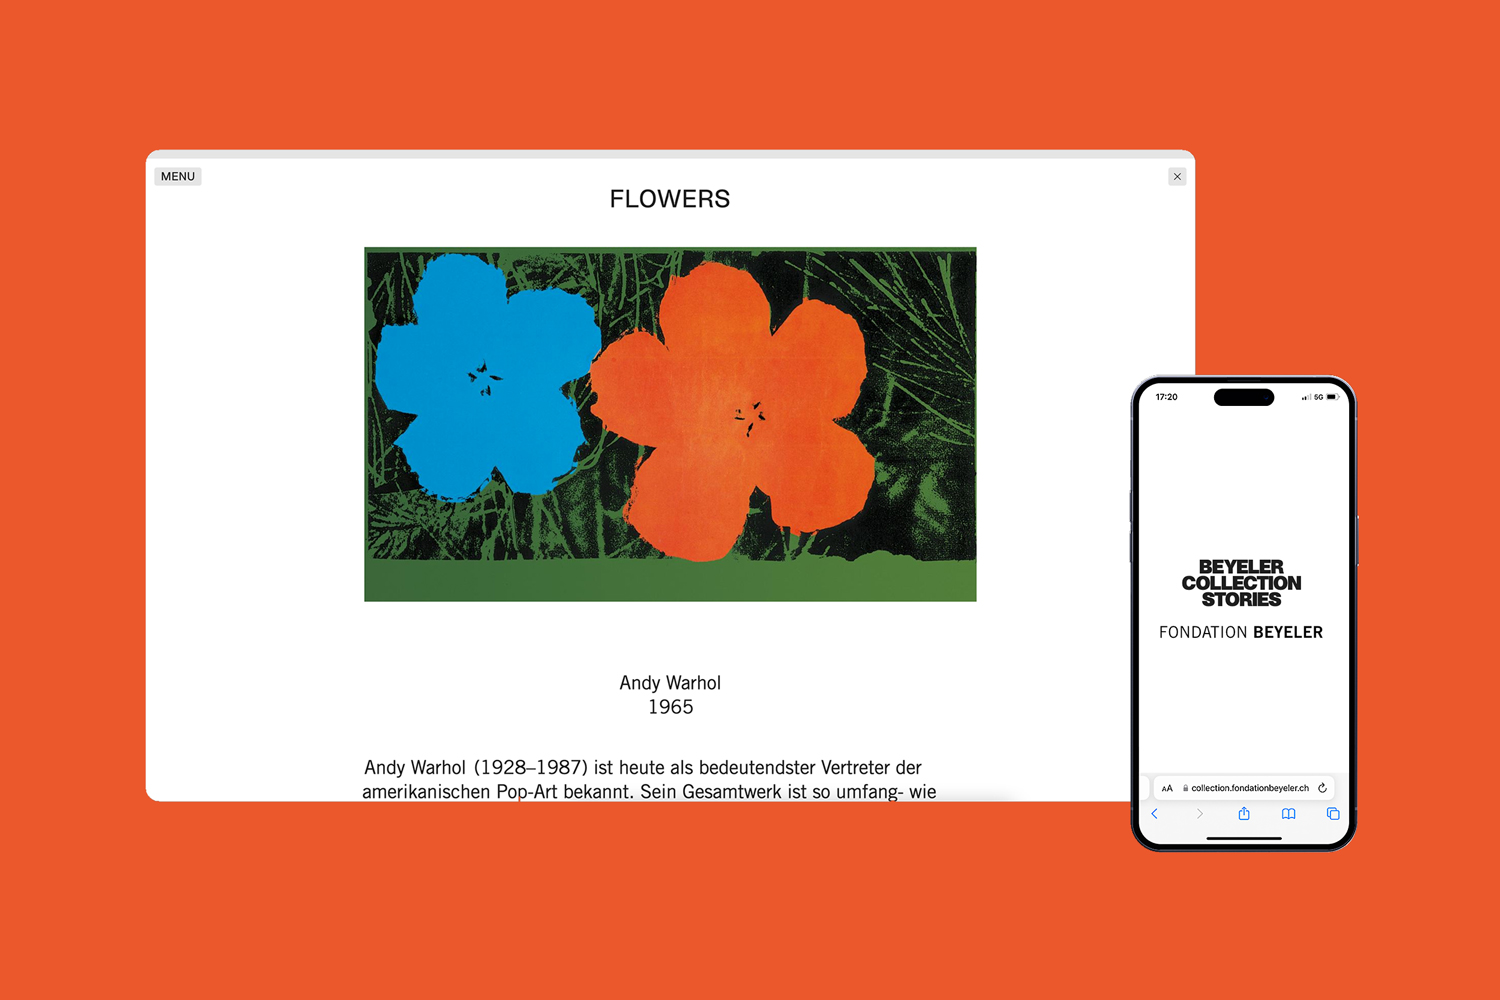 MENU
FLOWERS
Andy Warhol
1965
Andy Warhol (1928–1987) ist heute als bedeutendster Vertreter der
amerikanischen Pop-Art bekannt. Sein Gesamtwerk ist so umfang- wie
17:20
5G
BEYELER
COLLECTION
STORIES
FONDATION BEYELER
AA collection.fondationbeyeler.ch